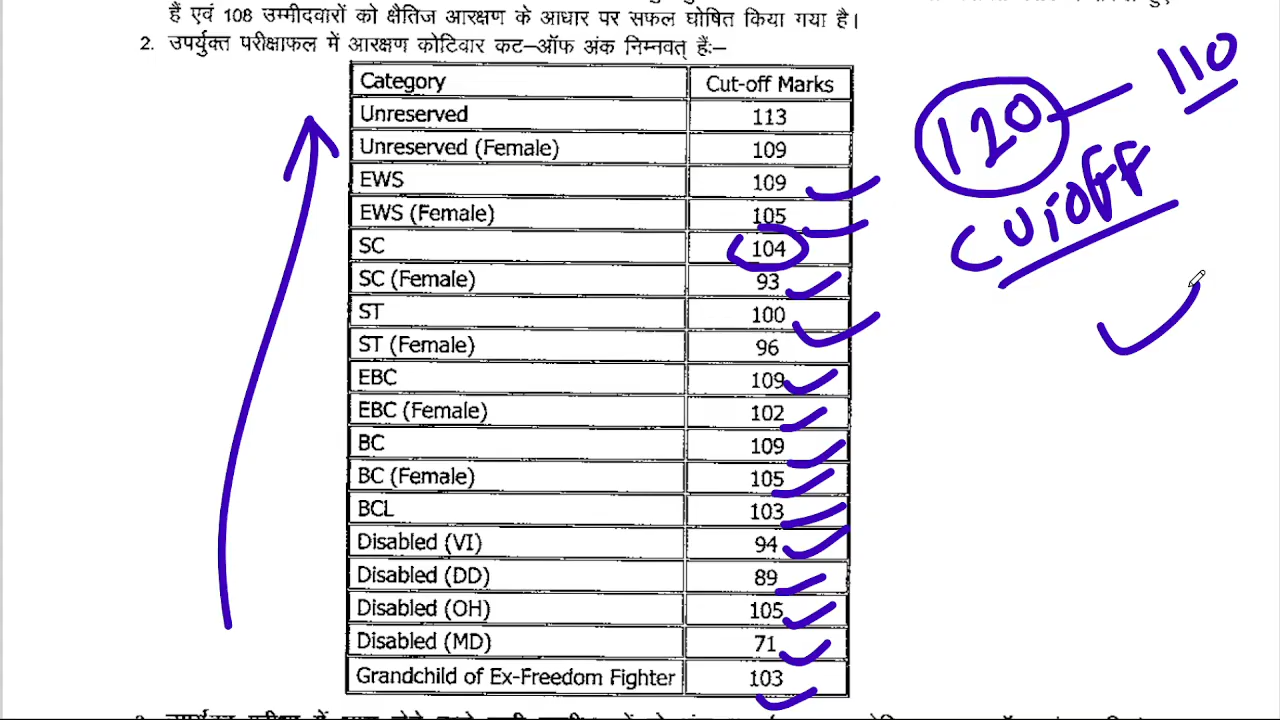 हैं एवं 108 उम्मीदवारों को क्षैतिज आरक्षण के आधार पर सफल घोषित किया गया है।
2. उपर्युक्त परीक्षाफल में आरक्षण कोटिवार कट-ऑफ अंक निम्नवत् हैं:-
Category Cut-off Marks
Unreserved 113
Unreserved (Female) 109
EWS 109
EWS (Female) 105
SC 104
SC (Female) 93
ST 100
ST (Female) 96
EBC 109
EBC (Female) 102
BC 109
BC (Female) 105
BCL 103
Disabled (VI) 94
Disabled (DD) 89
Disabled (OH) 105
Disabled (MD) 71
Grandchild of Ex-Freedom Fighter 103
120 - 110
cutoff